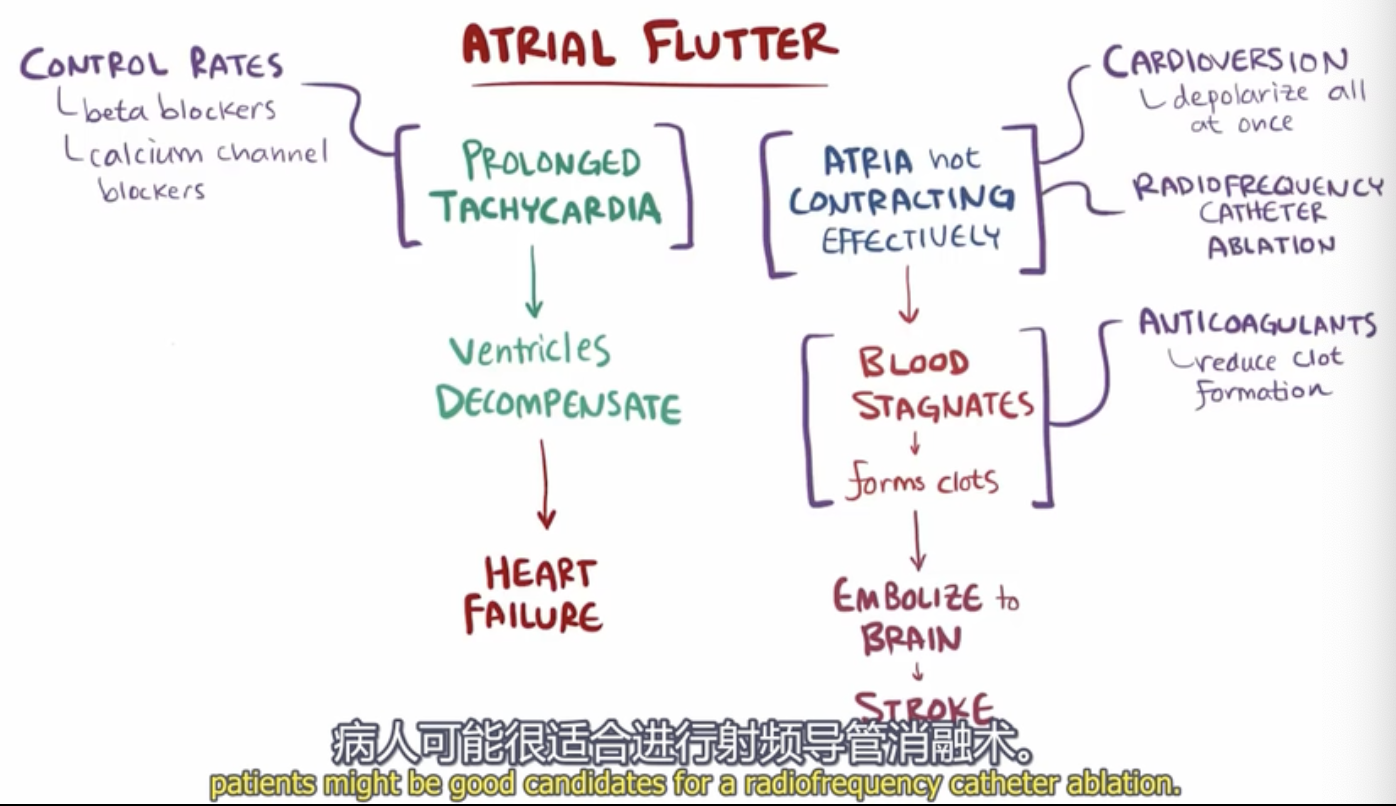 ATRIAL FLUTTER
CONTROL RATES
beta blockers
calcium channel
blockers
PROLONGED
TACHYCARDIA
Ventricles
DECOMPENSATE
HEART
FAILURE
ATRIA not
CONTRACTING
EFFECTIVELY
BLOOD
STAGNATES
forms clots
EMBOLIZE to
BRAIN
STROKE
CARDIOVERSION
depolarize all
at once
RADIOFREQUENCY
CATHETER
ABLATION
ANTICOAGULANTS
reduce clot
formation
病人可能很适合进行射频导管消融术。
patients might be good candidates for a radiofrequency catheter ablation.